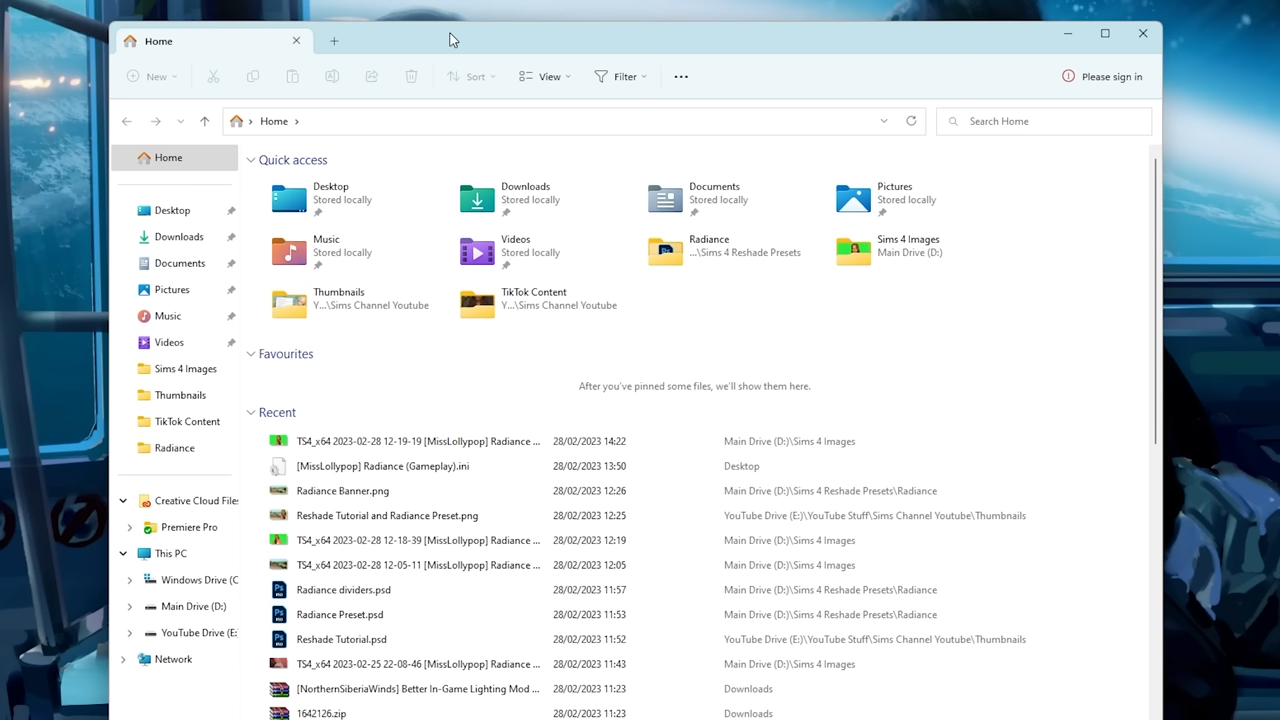 Home
New
Sort
View
Filter
Please sign in
Home
Search Home
Home
Desktop
Downloads
Documents
Pictures
Music
Videos
Sims 4 Images
Thumbnails
TikTok Content
Radiance
Creative Cloud Files
Premiere Pro
This PC
Windows Drive (C
Main Drive (D:)
YouTube Drive (E:
Network
Quick access
Desktop
Stored locally
Downloads
Stored locally
Documents
Stored locally
Pictures
Stored locally
Music
Stored locally
Videos
Stored locally
Radiance
...\Sims 4 Reshade Presets
Sims 4 Images
Main Drive (D:)
Thumbnails
Y...\Sims Channel Youtube
TikTok Content
Y...\Sims Channel Youtube
Favourites
After you've pinned some files, we'll show them here.
Recent
TS4_x64 2023-02-28 12-19-19 [MissLollypop] Radiance ... 28/02/2023 14:22 Main Drive (D:)\Sims 4 Images
[MissLollypop] Radiance (Gameplay).ini 28/02/2023 13:50 Desktop
Radiance Banner.png 28/02/2023 12:26 Main Drive (D:)\Sims 4 Reshade Presets\Radiance
Reshade Tutorial and Radiance Preset.png 28/02/2023 12:25 YouTube Drive (E:)\YouTube Stuff\Sims Channel Youtube\Thumbnails
TS4_x64 2023-02-28 12-18-39 [MissLollypop] Radiance ... 28/02/2023 12:19 Main Drive (D:)\Sims 4 Images
TS4_x64 2023-02-28 12-05-11 [MissLollypop] Radiance ... 28/02/2023 12:05 Main Drive (D:)\Sims 4 Images
Radiance dividers.psd 28/02/2023 11:57 Main Drive (D:)\Sims 4 Reshade Presets\Radiance
Radiance Preset.psd 28/02/2023 11:53 Main Drive (D:)\Sims 4 Reshade Presets\Radiance
Reshade Tutorial.psd 28/02/2023 11:52 YouTube Drive (E:)\YouTube Stuff\Sims Channel Youtube\Thumbnails
TS4_x64 2023-02-25 22-08-46 [MissLollypop] Radiance ... 28/02/2023 11:43 Main Drive (D:)\Sims 4 Images
[NorthernSiberiaWinds] Better In-Game Lighting Mod ... 28/02/2023 11:23 Downloads
1642126.zip 28/02/2023 11:23 Downloads